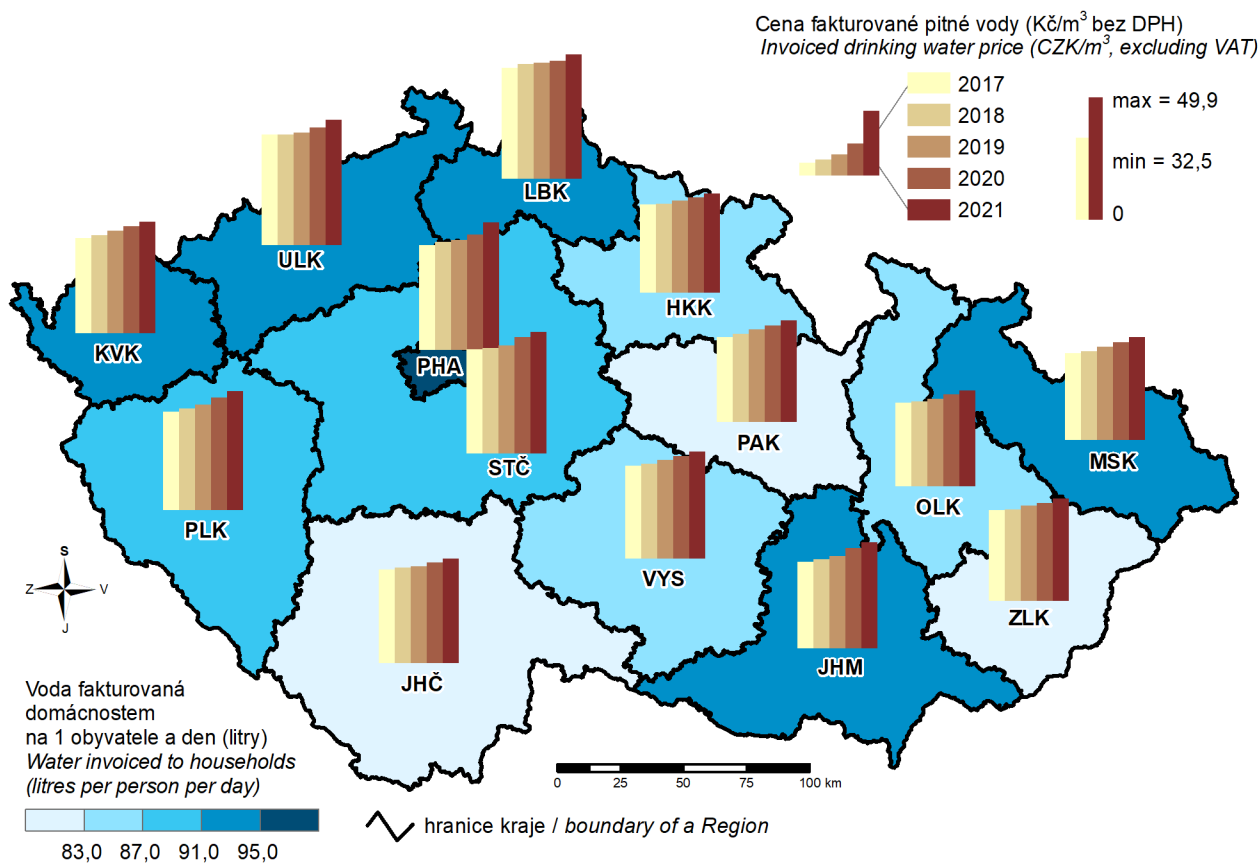 Cena fakturované pitné vody (Kč/m³ bez DPH)
Invoiced drinking water price (CZK/m³, excluding VAT)
2017
2018
2019
2020
2021
max = 49,9
min = 32,5
0
LBK
ULK
HKK
KVK
PHA
STČ
PAK
MSK
OLK
PLK
VYS
ZLK
JHM
JHČ
S
Z
V
J
Voda fakturovaná
domácnostem
na 1 obyvatele a den (litry)
Water invoiced to households
(litres per person per day)
83,0 87,0 91,0 95,0
0 25 50 75 100 km
hranice kraje / boundary of a Region